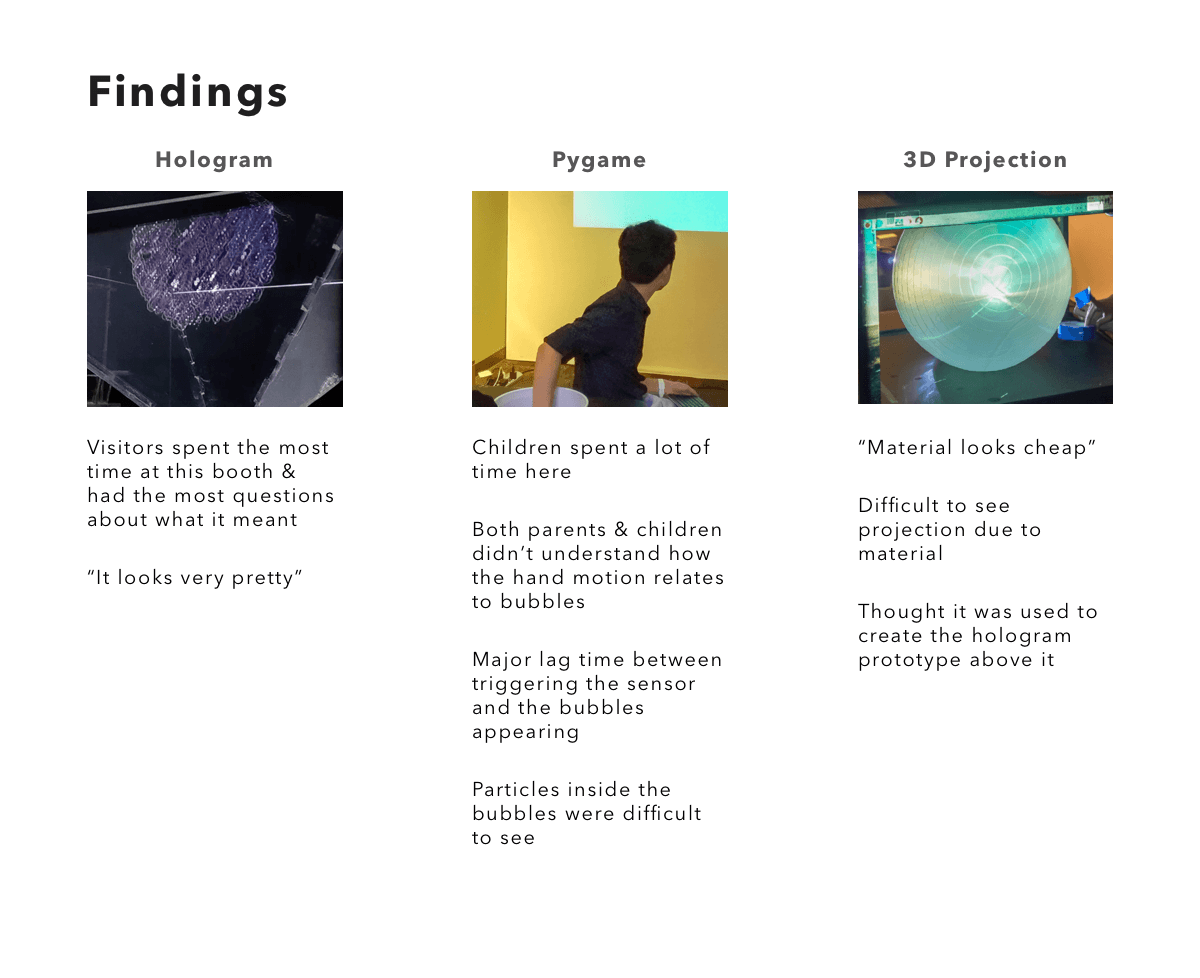 Findings
Hologram
Visitors spent the most
time at this booth &
had the most questions
about what it meant
“It looks very pretty”
Pygame
Children spent a lot of
time here
Both parents & children
didn’t understand how
the hand motion relates
to bubbles
Major lag time between
triggering the sensor
and the bubbles
appearing
Particles inside the
bubbles were difficult
to see
3D Projection
“Material looks cheap”
Difficult to see
projection due to
material
Thought it was used to
create the hologram
prototype above it